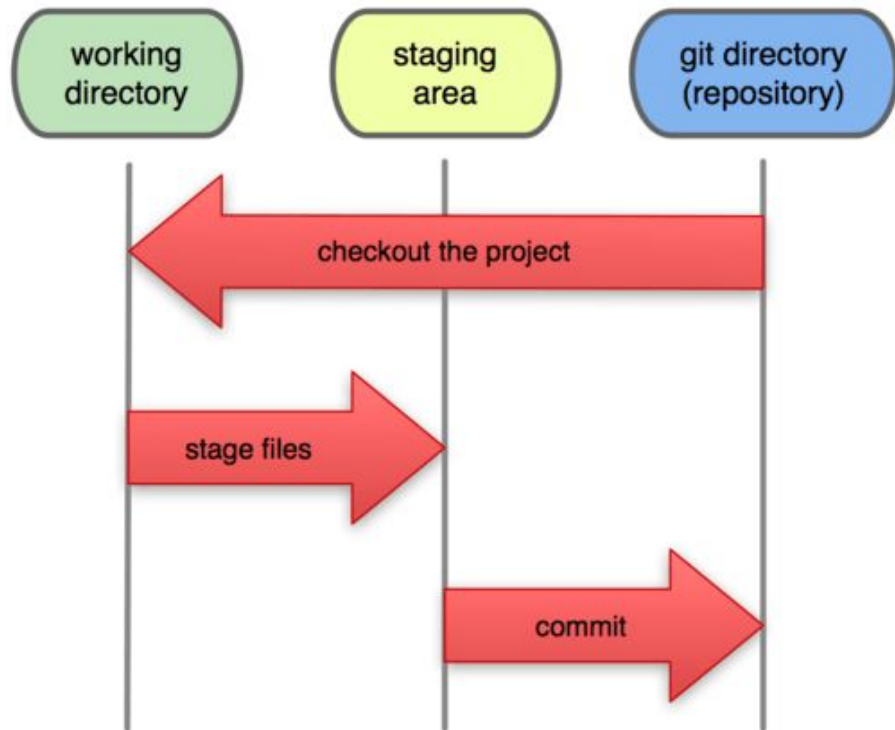 working
directory
staging
area
git directory
(repository)
checkout the project
stage files
commit